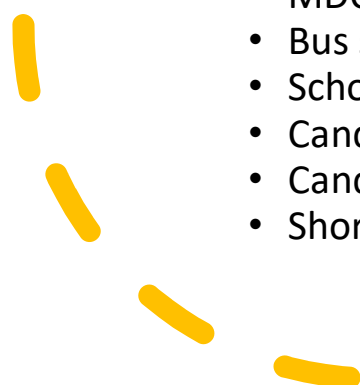 • Bus
• Scho
• Canc
• Canc
• Shor